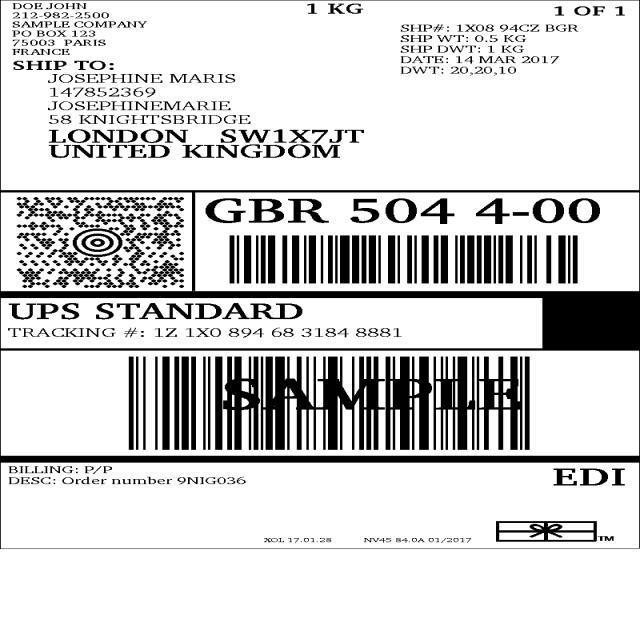 DOE JOHN
212-982-2500
SAMPLE COMPANY
PO BOX 123
75003 PARIS
FRANCE
1 KG
1 OF 1
SHP#: 1X08 94CZ BGR
SHP WT: 0.5 KG
SHP DWT: 1 KG
DATE: 14 MAR 2017
DWT: 20,20,10
SHIP TO:
JOSEPHINE MARIS
147852369
JOSEPHINEMARIE
58 KNIGHTSBRIDGE
LONDON SW1X7JT
UNITED KINGDOM
GBR 504 4-00
UPS STANDARD
TRACKING #: 1Z 1X0 894 68 3184 8881
SAMPLE
BILLING: P/P
DESC: Order number 9NIG036
EDI
XOL 17.01.28 NV45 84.0A 01/2017
TM